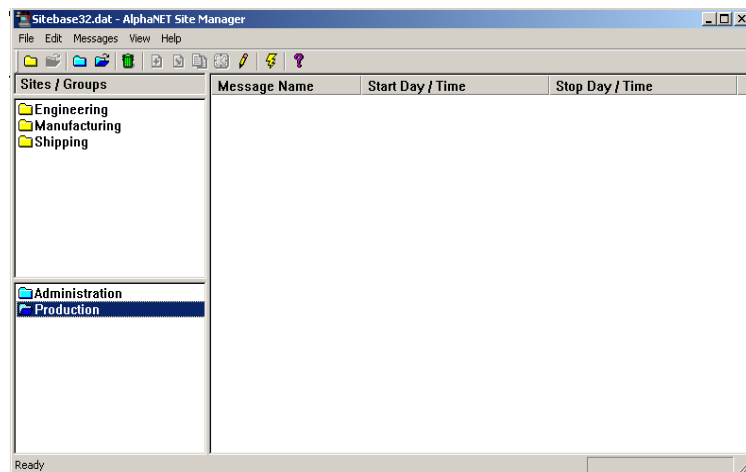 Sitebase32.dat - AlphaNET Site Manager
File Edit Messages View Help
Sites / Groups
Message Name Start Day / Time Stop Day / Time
Engineering
Manufacturing
Shipping
Administration
Production
Ready